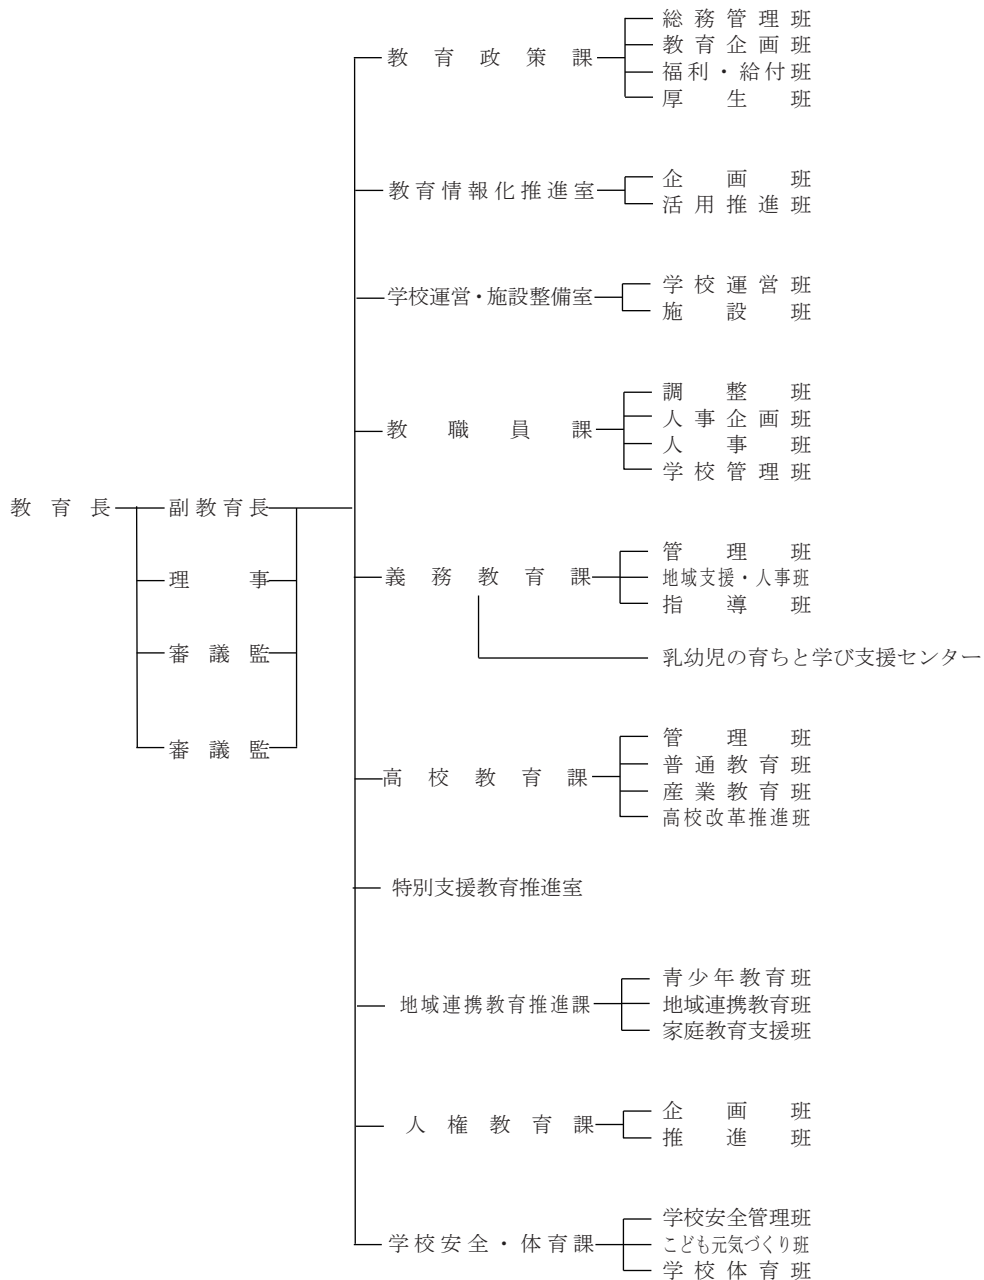 教育長
副教育長
理事
審議監
審議監
教育政策課
総務管理班
教育企画班
福利・給付班
厚生班
教育情報化推進室
企画班
活用推進班
学校運営・施設整備室
学校運営班
施設班
教職員課
調整班
人事企画班
人事班
学校管理班
義務教育課
管理班
地域支援・人事班
指導班
乳幼児の育ちと学び支援センター
高校教育課
管理班
普通教育班
産業教育班
高校改革推進班
特別支援教育推進室
地域連携教育推進課
青少年教育班
地域連携教育班
家庭教育支援班
人権教育課
企画班
推進班
学校安全・体育課
学校安全管理班
こども元気づくり班
学校体育班